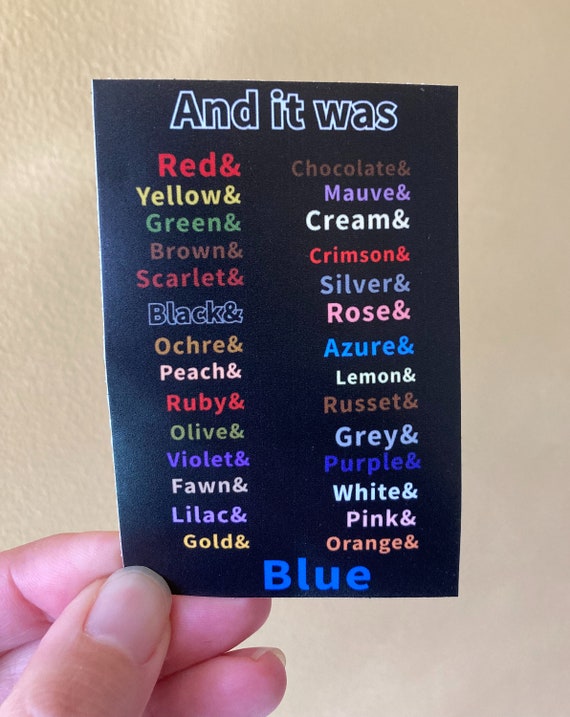 And it was
Red&
Yellow&
Green&
Brown&
Scarlet&
Black&
Ochre&
Peach&
Ruby&
Olive&
Violet&
Fawn&
Lilac&
Gold&
Chocolate&
Mauve&
Cream&
Crimson&
Silver&
Rose&
Azure&
Lemon&
Russet&
Grey&
Purple&
White&
Pink&
Orange&
Blue